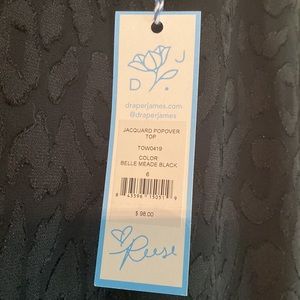 D J
draperjames.com
@draperjames
JACQUARD POPOVER
TOP
TOW0419
COLOR
BELLE MEADE BLACK
6
$ 98.00
Reese